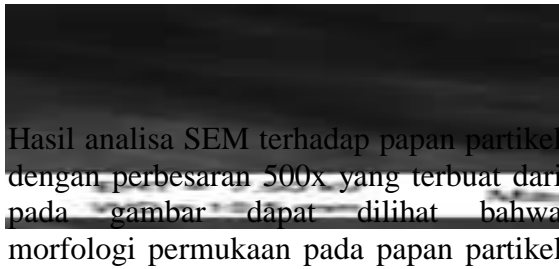 Hasil analisa SEM terhadap papan partikel
dengan perbesaran 500x yang terbuat dari
pada gambar dapat dilihat bahwa
morfologi permukaan pada papan partikel